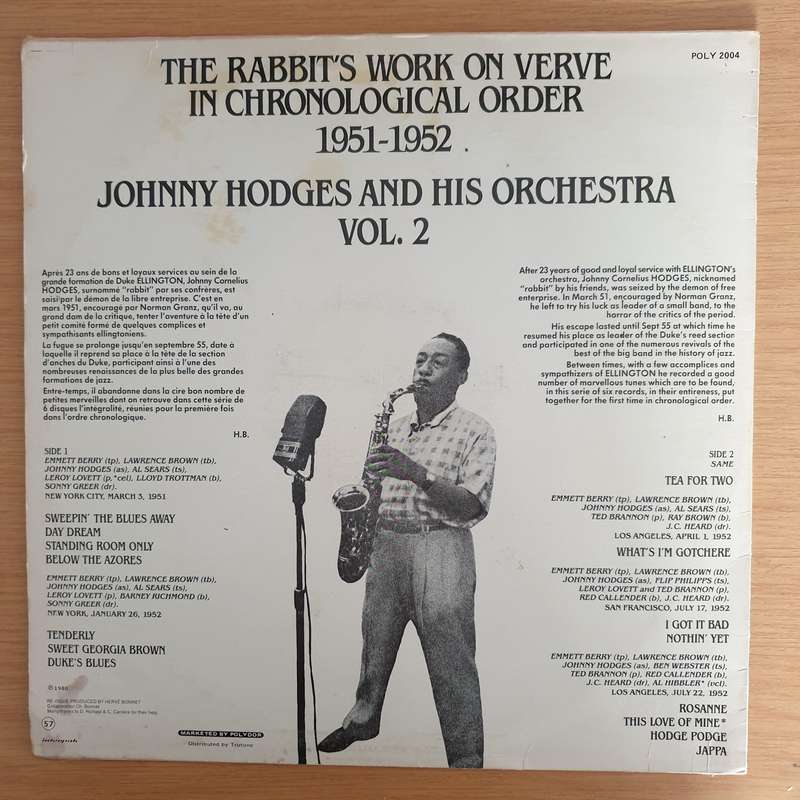 POLY 2004
THE RABBIT'S WORK ON VERVE
IN CHRONOLOGICAL ORDER
1951-1952 .
JOHNNY HODGES AND HIS ORCHESTRA
VOL. 2
Après 23 ans de bons et loyaux services au sein de la
grande formation de Duke ELLINGTON, Johnny Cornelius
HODGES, surnommé "rabbit" par ses confrères, est
saisi par le démon de la libre entreprise. C'est en
mars 1951, encouragé par Norman Granz, qu'il va, au
grand dam de la critique, tenter l'aventure à la tête d'un
petit comité formé de quelques complices et
sympathisants ellingtoniens.
La fugue se prolonge jusqu'en septembre 55, date à
laquelle il reprend sa place à la tête de la section
d'anches du Duke, participant ainsi à l'une des
nombreuses renaissances de la plus belle des grandes
formations de jazz.
Entre-temps, il abandonne dans la cire bon nombre de
petites merveilles dont on retrouve dans cette série de
6 disques l'intégrolité, réunies pour la première fois
dans l'ordre chronologique.
H.B.
After 23 years of good and loyal service with ELLINGTON's
orchestra, Johnny Cornelius HODGES, nicknamed
"rabbit" by his friends, was seized by the demon of free
enterprise. In March 51, encouraged by Norman Granz,
he left to try his luck as leader of a small band, to the
horror of the critics of the period.
His escape lasted until Sept 55 at which time he
resumed his place as leader of the Duke's reed section
and participated in one of the numerous revivals of the
best of the big band in the history of jazz.
Between times, with a few accomplices and
sympathizers of ELLINGTON he recorded a good
number of marvellous tunes which are to be found,
in this serie of six records, in their entireness, put
together for the first time in chronological order.
H.B.
SIDE 1
EMMETT BERRY (tp), LAWRENCE BROWN (tb),
JOHNNY HODGES (as), AL SEARS (ts),
LEROY LOVETT (p,*cel), LLOYD TROTTMAN (b),
SONNY GREER (dr).
NEW YORK CITY, MARCH 3, 1951
SWEEPIN' THE BLUES AWAY
DAY DREAM
STANDING ROOM ONLY
BELOW THE AZORES
EMMETT BERRY (tp), LAWRENCE BROWN (tb),
JOHNNY HODGES (as), AL SEARS (ts),
LEROY LOVETT (p), BARNEY RICHMOND (b),
SONNY GREER (dr).
NEW YORK, JANUARY 26, 1952
TENDERLY
SWEET GEORGIA BROWN
DUKE'S BLUES
SIDE 2
SAME
TEA FOR TWO
EMMETT BERRY (tp), LAWRENCE BROWN (tb),
JOHNNY HODGES (as), AL SEARS (ts),
TED BRANNON (p), RAY BROWN (b),
J.C. HEARD (dr).
LOS ANGELES, APRIL 1, 1952
WHAT'S I'M GOTCHERE
EMMETT BERRY (tp), LAWRENCE BROWN (tb),
JOHNNY HODGES (as), FLIP PHILIPPS (ts),
LEROY LOVETT and TED BRANNON (p),
RED CALLENDER (b), J.C. HEARD (dr).
SAN FRANCISCO, JULY 17, 1952
I GOT IT BAD
NOTHIN' YET
EMMETT BERRY (tp), LAWRENCE BROWN (tb),
JOHNNY HODGES (as), BEN WEBSTER (ts),
TED BRANNON (p), RED CALLENDER (b),
J.C. HEARD (dr), AL HIBBLER* (vcl).
LOS ANGELES, JULY 22, 1952
ROSANNE
THIS LOVE OF MINE*
HODGE PODGE
JAPPA
℗ 1980
RE-ISSUE PRODUCED BY HERVÉ BONNET
57
MARKETED BY POLYDOR
Distributed by Trutone